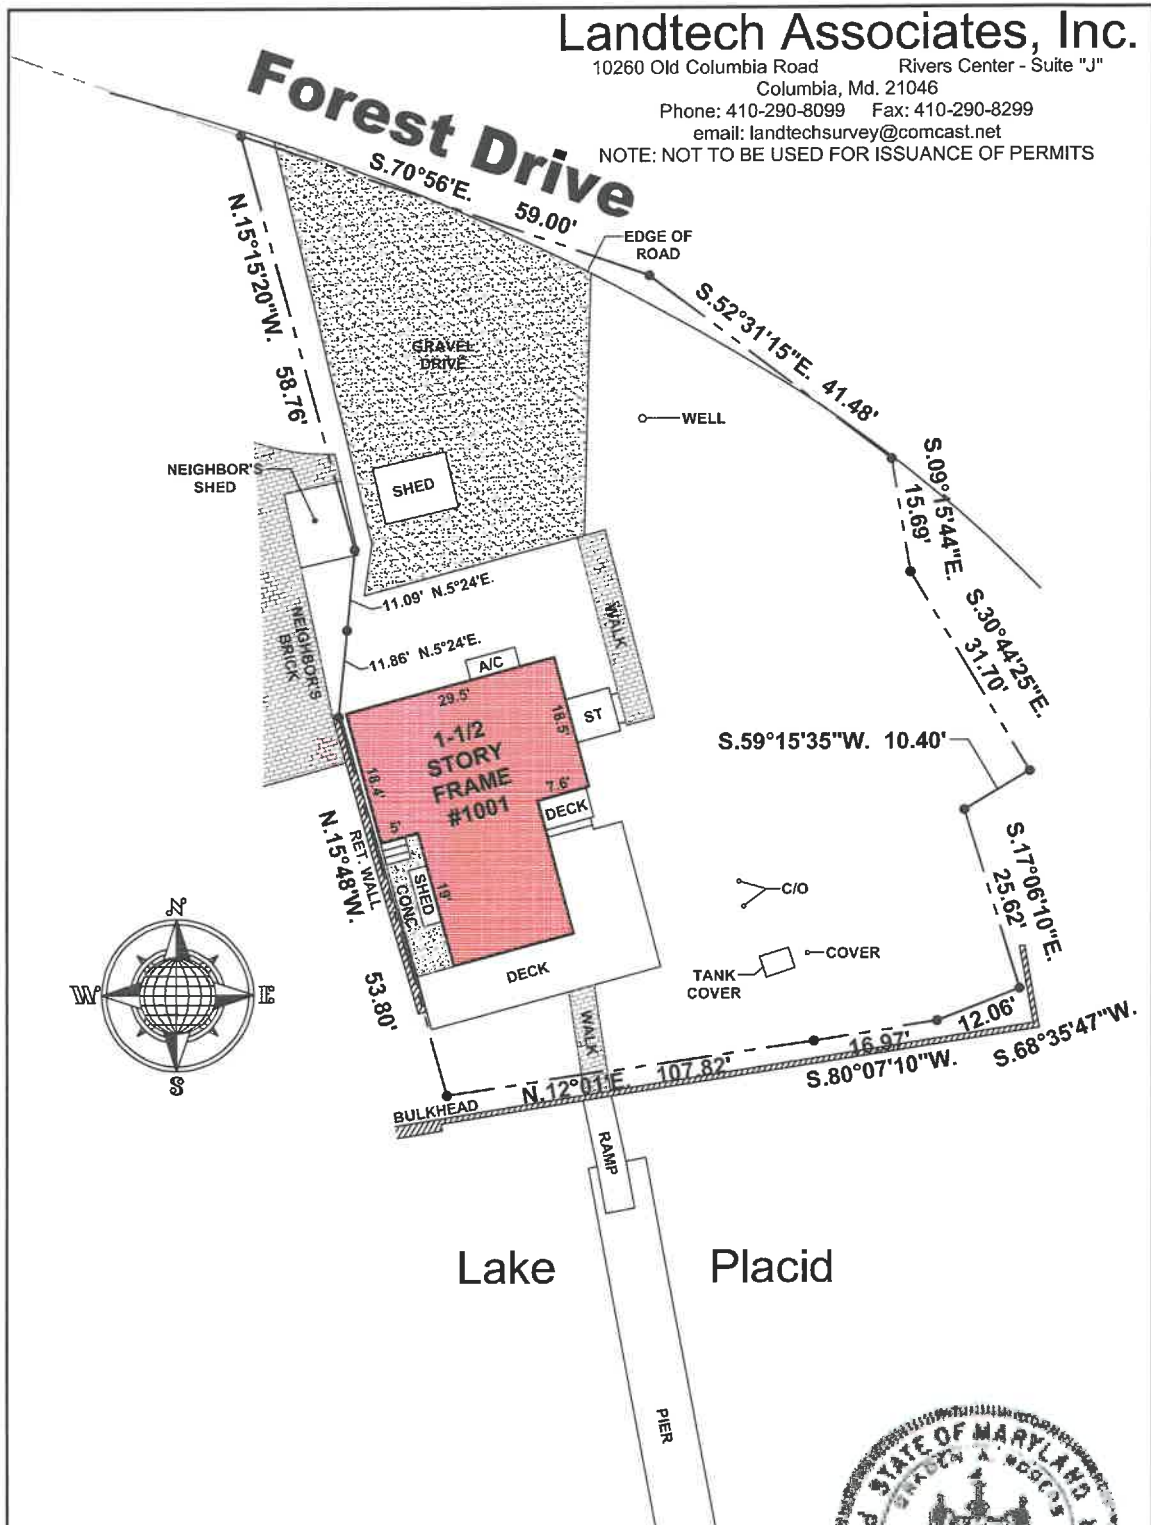 Landtech Associates, Inc.
10260 Old Columbia Road Rivers Center - Suite "J"
Columbia, Md. 21046
Phone: 410-290-8099 Fax: 410-290-8299
email: landtechsurvey@comcast.net
NOTE: NOT TO BE USED FOR ISSUANCE OF PERMITS
Forest Drive
S.70°56'E.
59.00'
EDGE OF
ROAD
N.15°15'20"W. 58.76'
S.52°31'15"E. 41.48'
GRAVEL
DRIVE
WELL
S.09°15'44"E.
15.69'
NEIGHBOR'S
SHED
SHED
11.09' N.5°24'E.
WALK
S.30°44'25"E.
31.70'
NEIGHBOR'S
BRICK
11.86' N.5°24'E.
A/C
29.5'
18.5'
ST
1-1/2
STORY
FRAME
#1001
S.59°15'35"W. 10.40'
18.4'
7.6'
DECK
5'
RET. WALL
N.15°48'W. 53.80'
SHED
CONC.
19'
S.17°06'10"E.
25.62'
C/O
N
W
E
S
DECK
COVER
TANK
COVER
WALK
12.06'
16.97'
S.68°35'47"W.
S.80°07'10"W.
N.12°01'E. 107.82'
BULKHEAD
RAMP
Lake Placid
PIER
STATE OF MARYLAND